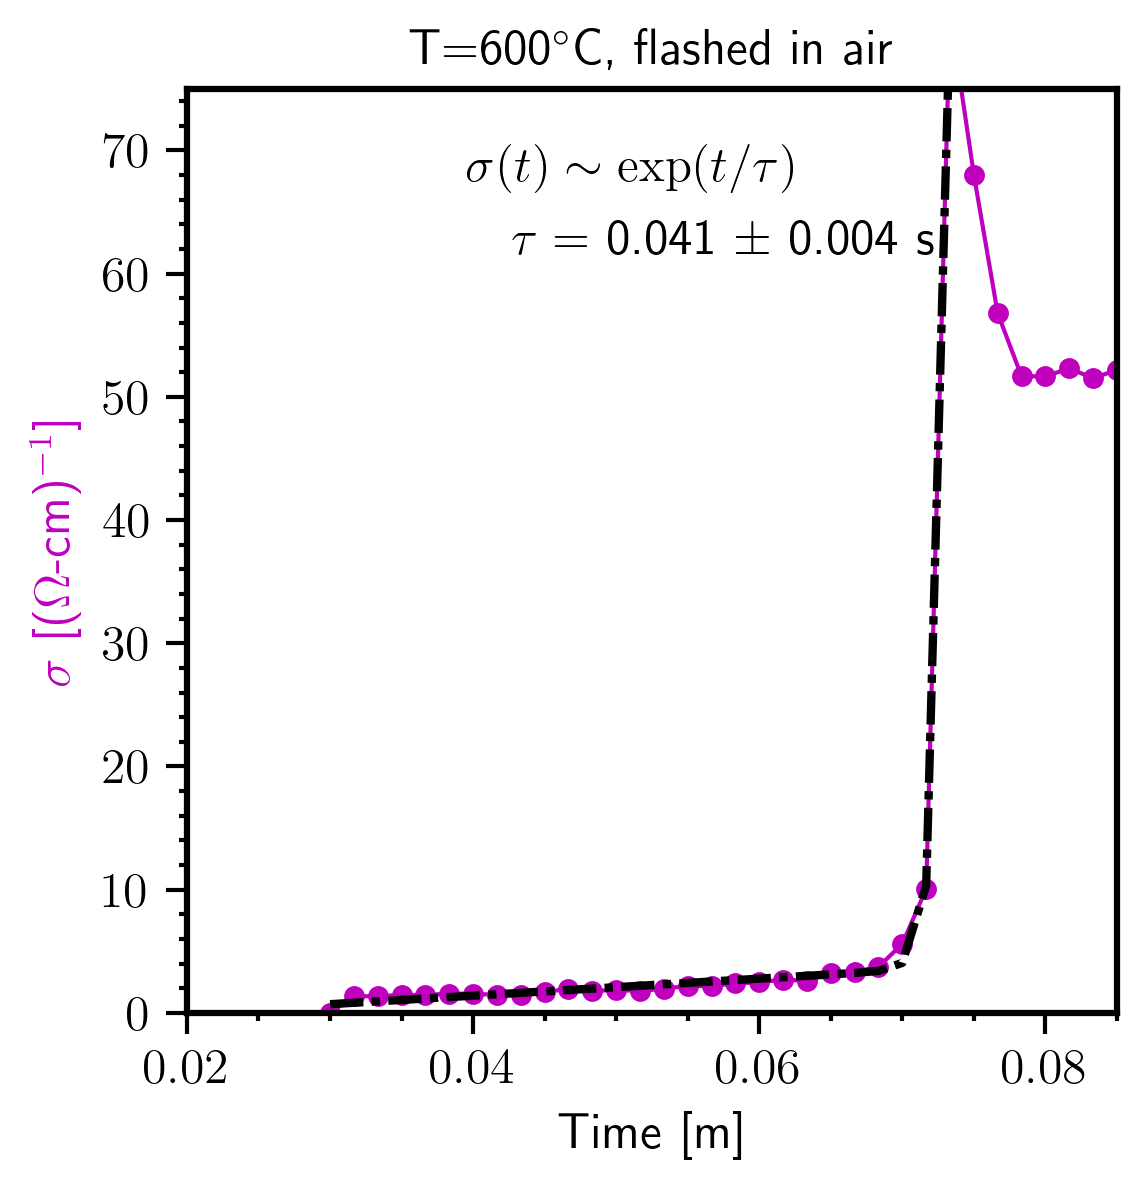 T=600°C, flashed in air
σ(t) ∼ exp(t/τ)
τ = 0.041 ± 0.004 s
σ [(Ω-cm)⁻¹]
70
60
50
40
30
20
10
0
0.02 0.04 0.06 0.08
Time [m]